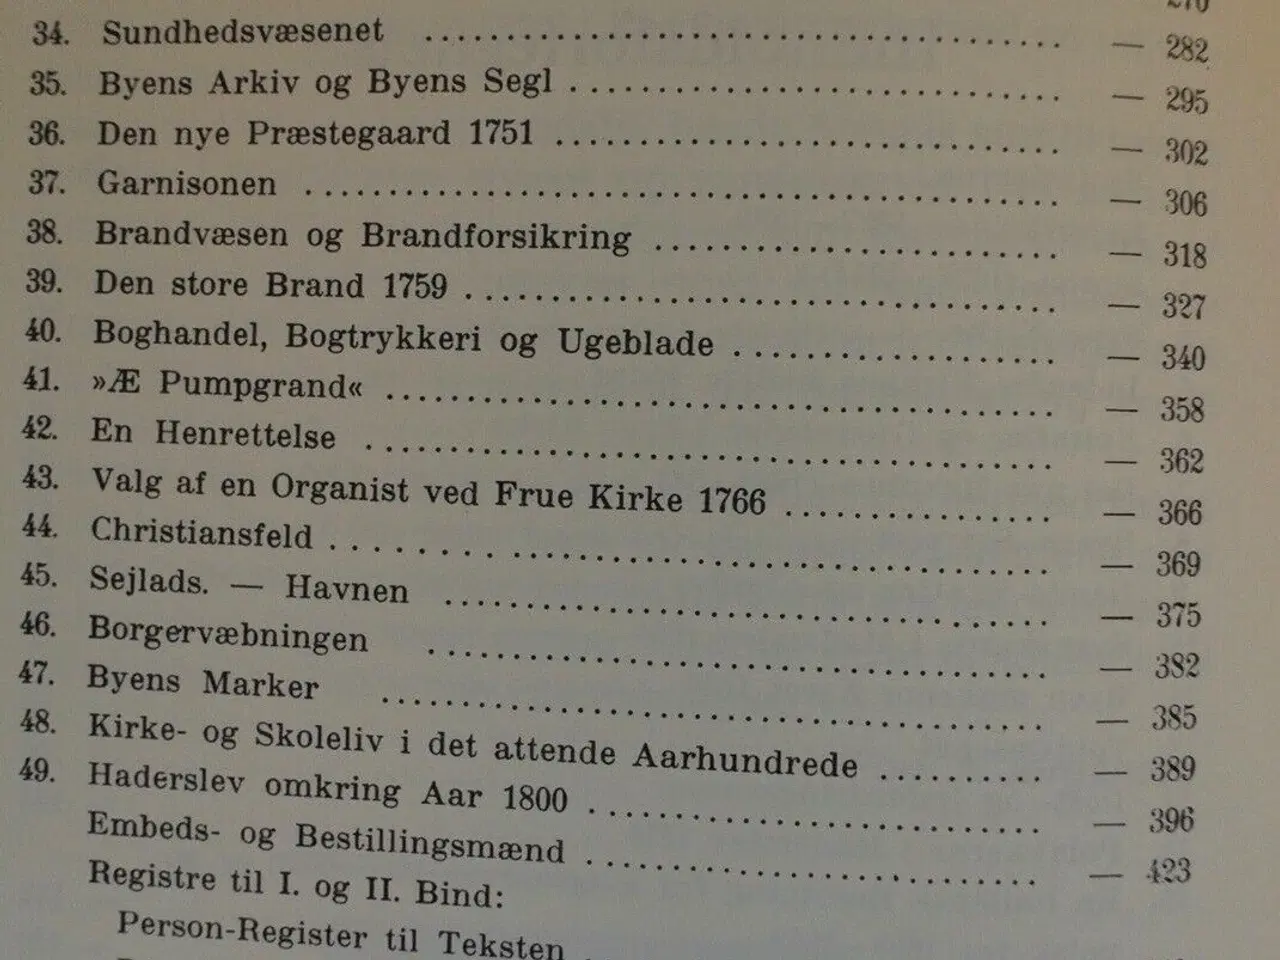 34. Sundhedsvæsenet ........................................ — 282
35. Byens Arkiv og Byens Segl .............................. — 295
36. Den nye Præstegaard 1751 .............................. — 302
37. Garnisonen .............................................. — 306
38. Brandvæsen og Brandforsikring ........................ — 318
39. Den store Brand 1759 .................................. — 327
40. Boghandel, Bogtrykkeri og Ugeblade .................... — 340
41. »Æ Pumpgrand« ........................................ — 358
42. En Henrettelse .......................................... — 362
43. Valg af en Organist ved Frue Kirke 1766 ................ — 366
44. Christiansfeld .......................................... — 369
45. Sejlads. — Havnen .................................... — 375
46. Borgervæbningen ...................................... — 382
47. Byens Marker .......................................... — 385
48. Kirke- og Skoleliv i det attende Aarhundrede .......... — 389
49. Haderslev omkring Aar 1800 ............................ — 396
Embeds- og Bestillingsmænd ............................ — 423
Registre til I. og II. Bind:
Person-Register til Teksten